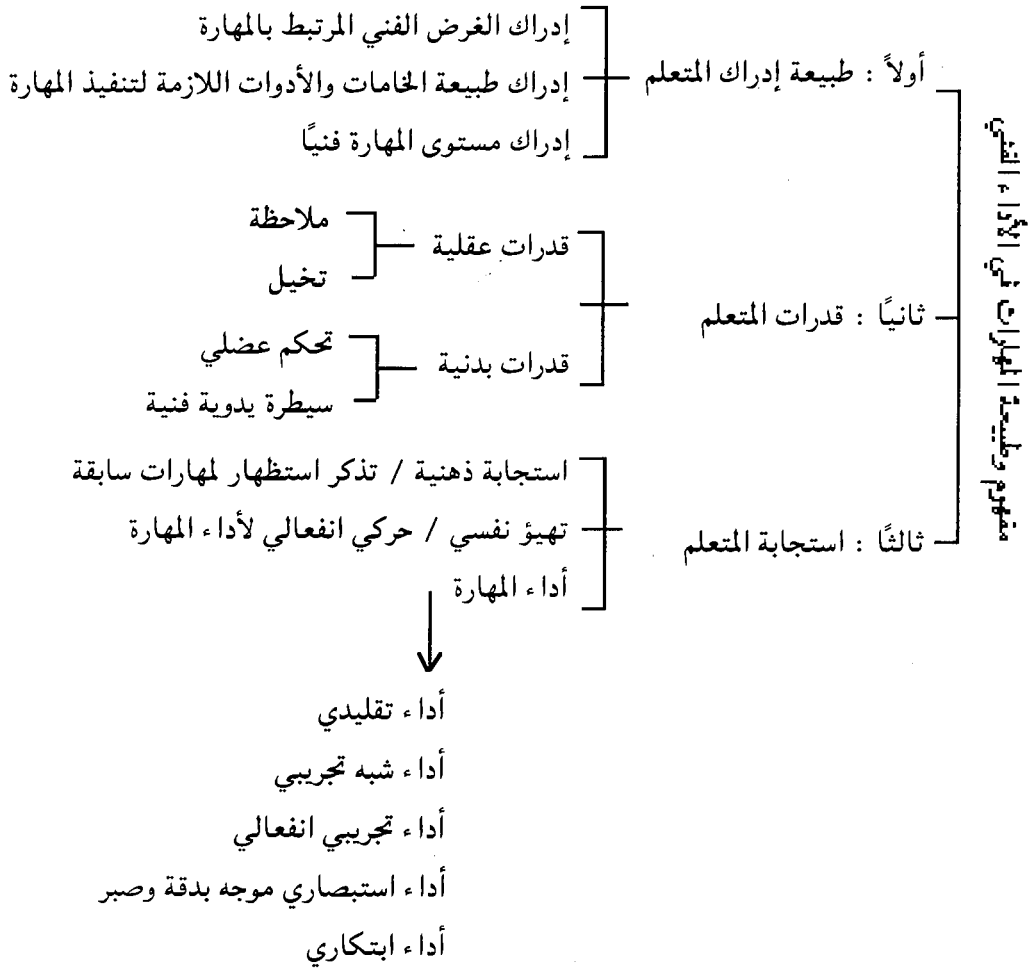 مفهوم وطبيعة المهارات في الأداء الفني
أولاً : طبيعة إدراك المتعلم
إدراك الغرض الفني المرتبط بالمهارة
إدراك طبيعة الخامات والأدوات اللازمة لتنفيذ المهارة
إدراك مستوى المهارة فنيًا
ثانيًا : قدرات المتعلم
قدرات عقلية
ملاحظة
تخيل
قدرات بدنية
تحكم عضلي
سيطرة يدوية فنية
ثالثًا : استجابة المتعلم
استجابة ذهنية / تذكر استظهار لمهارات سابقة
تهيؤ نفسي / حركي انفعالي لأداء المهارة
أداء المهارة
أداء تقليدي
أداء شبه تجريبي
أداء تجريبي انفعالي
أداء استبصاري موجه بدقة وصبر
أداء ابتكاري